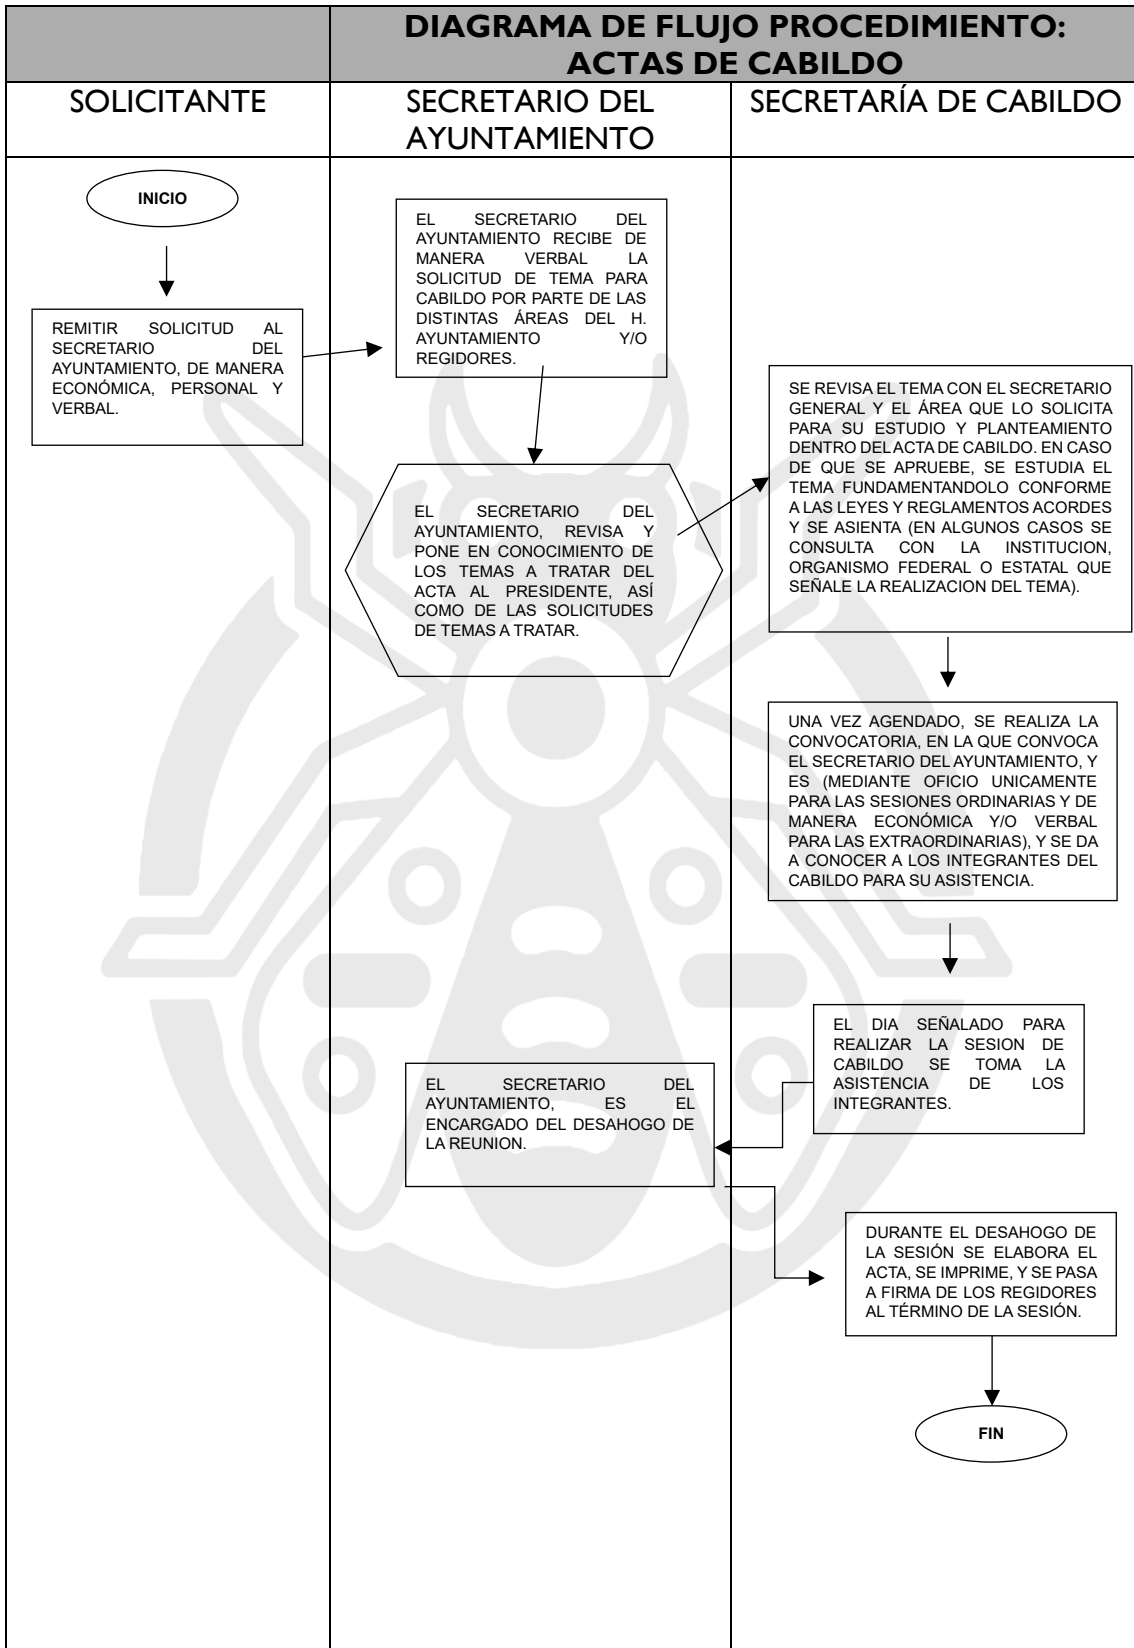 DIAGRAMA DE FLUJO PROCEDIMIENTO:
ACTAS DE CABILDO
SOLICITANTE
SECRETARIO DEL
AYUNTAMIENTO
SECRETARÍA DE CABILDO
INICIO
REMITIR SOLICITUD AL
SECRETARIO DEL
AYUNTAMIENTO, DE MANERA
ECONÓMICA, PERSONAL Y
VERBAL.
EL SECRETARIO DEL
AYUNTAMIENTO RECIBE DE
MANERA VERBAL LA
SOLICITUD DE TEMA PARA
CABILDO POR PARTE DE LAS
DISTINTAS ÁREAS DEL H.
AYUNTAMIENTO Y/O
REGIDORES.
EL SECRETARIO DEL
AYUNTAMIENTO, REVISA Y
PONE EN CONOCIMIENTO DE
LOS TEMAS A TRATAR DEL
ACTA AL PRESIDENTE, ASÍ
COMO DE LAS SOLICITUDES
DE TEMAS A TRATAR.
SE REVISA EL TEMA CON EL SECRETARIO
GENERAL Y EL ÁREA QUE LO SOLICITA
PARA SU ESTUDIO Y PLANTEAMIENTO
DENTRO DEL ACTA DE CABILDO. EN CASO
DE QUE SE APRUEBE, SE ESTUDIA EL
TEMA FUNDAMENTANDOLO CONFORME
A LAS LEYES Y REGLAMENTOS ACORDES
Y SE ASIENTA (EN ALGUNOS CASOS SE
CONSULTA CON LA INSTITUCION,
ORGANISMO FEDERAL O ESTATAL QUE
SEÑALE LA REALIZACION DEL TEMA).
UNA VEZ AGENDADO, SE REALIZA LA
CONVOCATORIA, EN LA QUE CONVOCA
EL SECRETARIO DEL AYUNTAMIENTO, Y
ES (MEDIANTE OFICIO UNICAMENTE
PARA LAS SESIONES ORDINARIAS Y DE
MANERA ECONÓMICA Y/O VERBAL
PARA LAS EXTRAORDINARIAS), Y SE DA
A CONOCER A LOS INTEGRANTES DEL
CABILDO PARA SU ASISTENCIA.
EL DIA SEÑALADO PARA
REALIZAR LA SESION DE
CABILDO SE TOMA LA
ASISTENCIA DE LOS
INTEGRANTES.
EL SECRETARIO DEL
AYUNTAMIENTO, ES EL
ENCARGADO DEL DESAHOGO DE
LA REUNION.
DURANTE EL DESAHOGO DE
LA SESIÓN SE ELABORA EL
ACTA, SE IMPRIME, Y SE PASA
A FIRMA DE LOS REGIDORES
AL TÉRMINO DE LA SESIÓN.
FIN